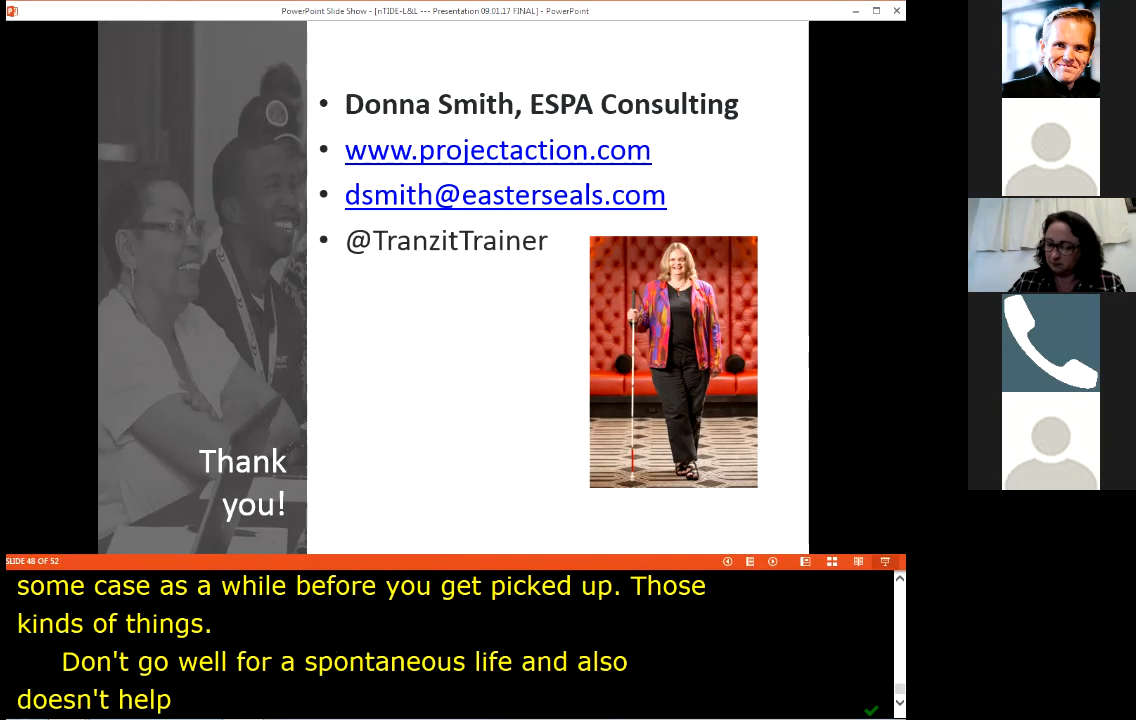 PowerPoint Slide Show - [nTIDE-L&L --- Presentation 09.01.17 FINAL] - PowerPoint
• Donna Smith, ESPA Consulting
• www.projectaction.com
• dsmith@easterseals.com
• @TranzitTrainer
Thank
you!
SLIDE 48 OF 52
some case as a while before you get picked up. Those
kinds of things.
Don't go well for a spontaneous life and also
doesn't help